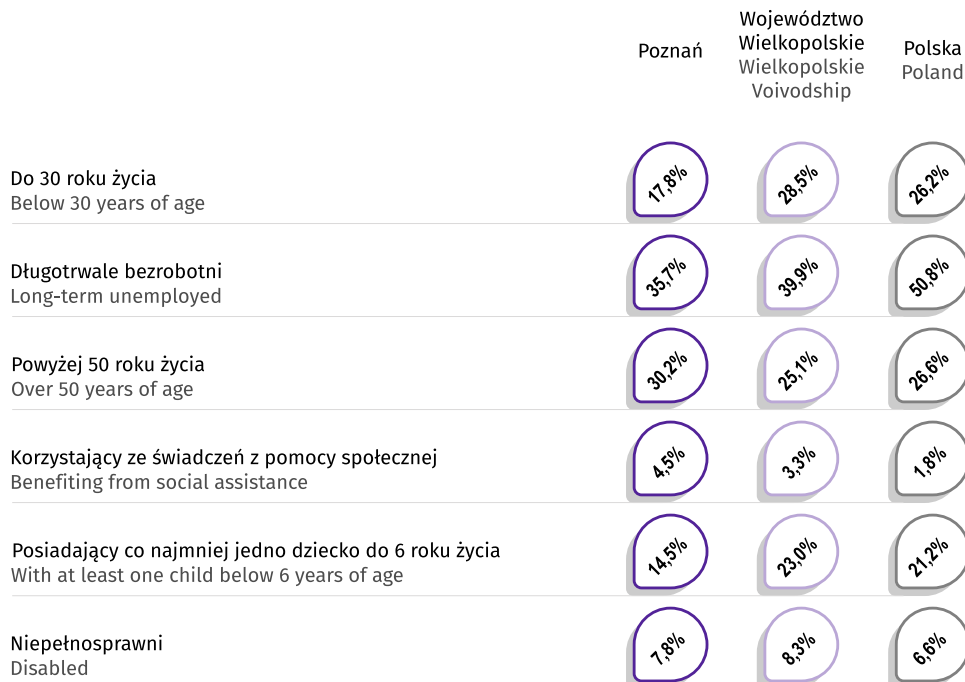 Poznań
Województwo
Wielkopolskie
Wielkopolskie
Voivodship
Polska
Poland
Do 30 roku życia
Below 30 years of age
17,8%
28,5%
26,2%
Długotrwale bezrobotni
Long-term unemployed
35,7%
39,9%
50,8%
Powyżej 50 roku życia
Over 50 years of age
30,2%
25,1%
26,6%
Korzystający ze świadczeń z pomocy społecznej
Benefiting from social assistance
4,5%
3,3%
1,8%
Posiadający co najmniej jedno dziecko do 6 roku życia
With at least one child below 6 years of age
14,5%
23,0%
21,2%
Niepełnosprawni
Disabled
7,8%
8,3%
6,6%